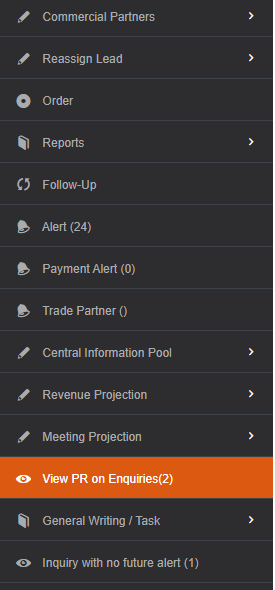 Commercial Partners
Reassign Lead
Order
Reports
Follow-Up
Alert (24)
Payment Alert (0)
Trade Partner ()
Central Information Pool
Revenue Projection
Meeting Projection
View PR on Enquiries(2)
General Writing / Task
Inquiry with no future alert (1)